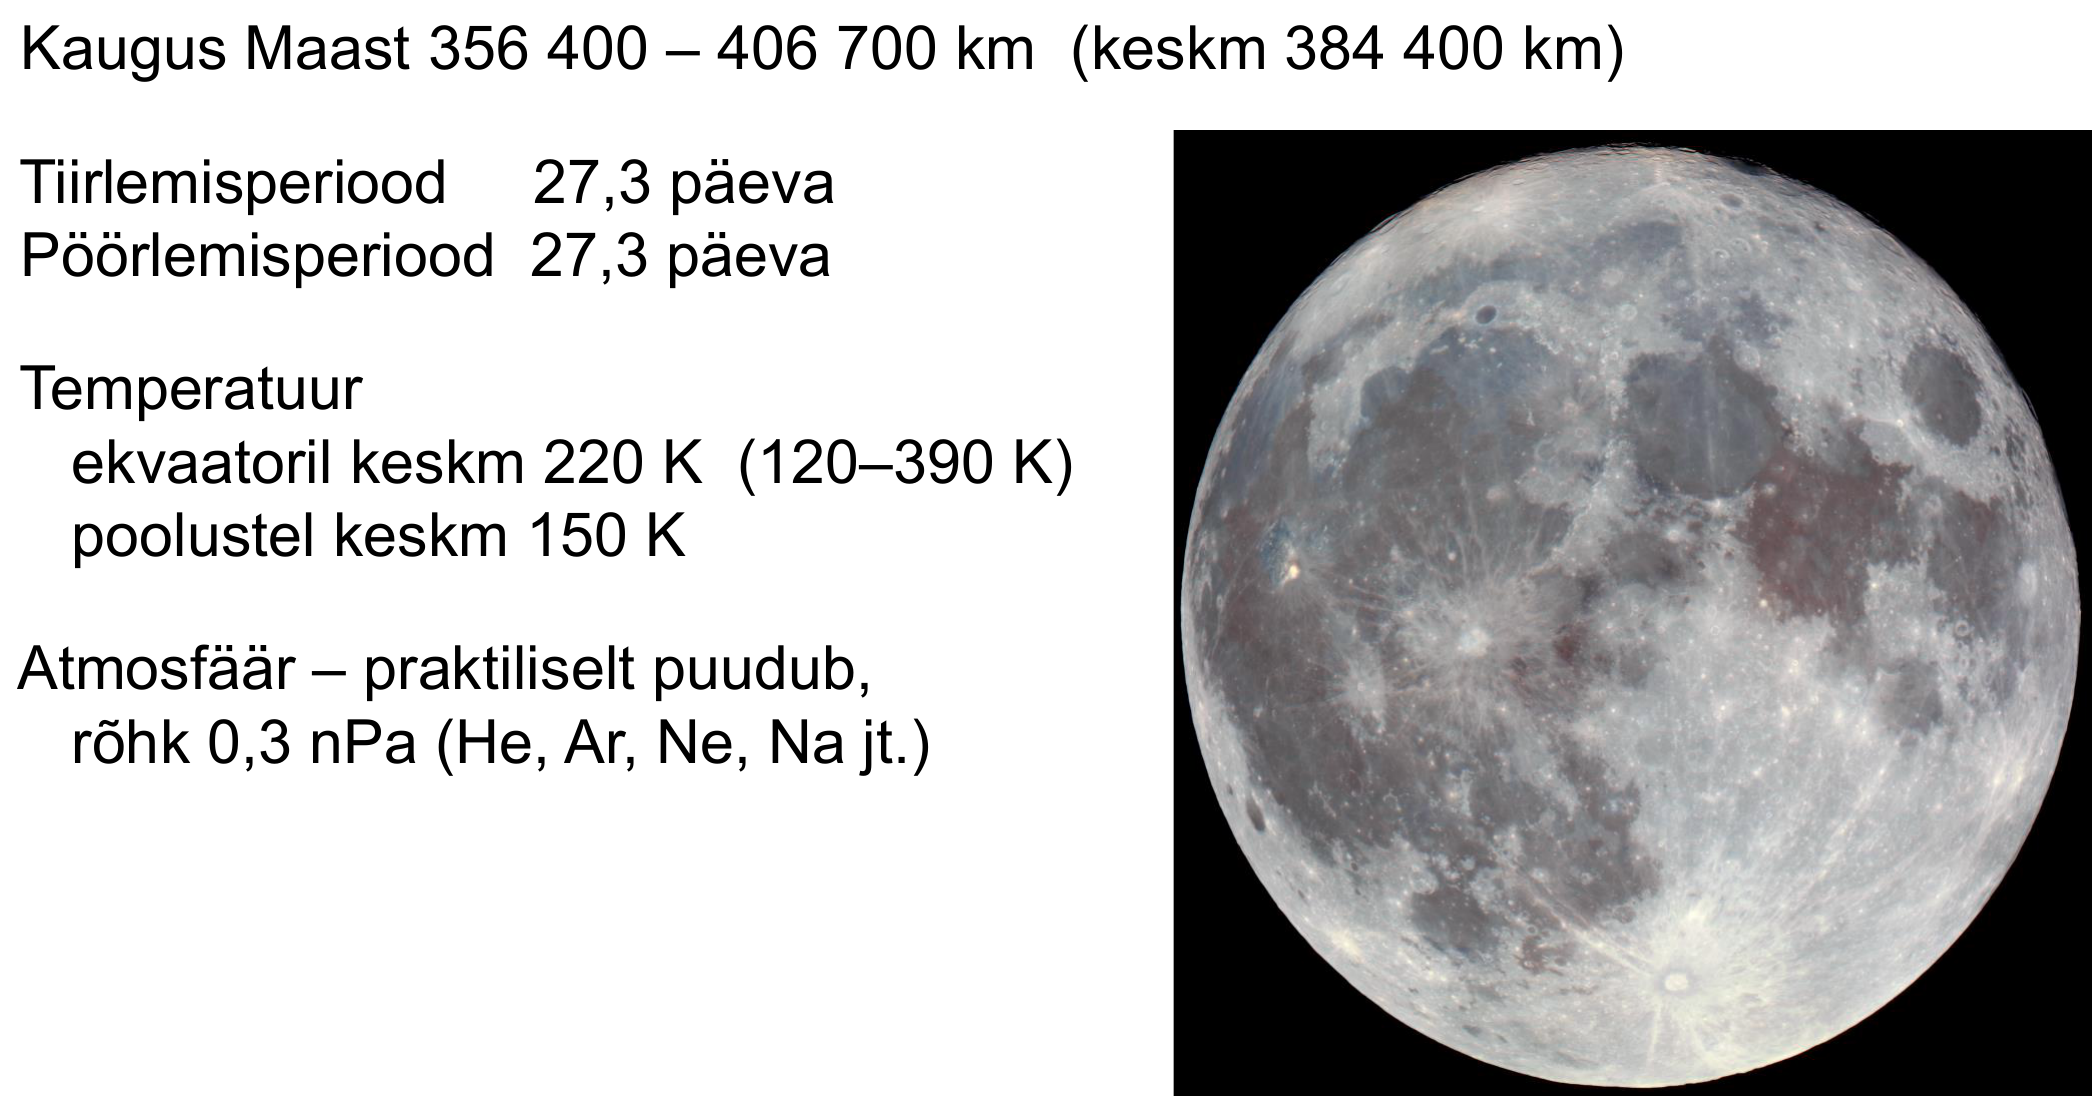 Kaugus Maast 356 400 – 406 700 km (keskm 384 400 km)
Tiirlemisperiood 27,3 päeva
Pöörlemisperiood 27,3 päeva
Temperatuur
ekvaatoril keskm 220 K (120–390 K)
poolustel keskm 150 K
Atmosfäär – praktiliselt puudub,
rõhk 0,3 nPa (He, Ar, Ne, Na jt.)